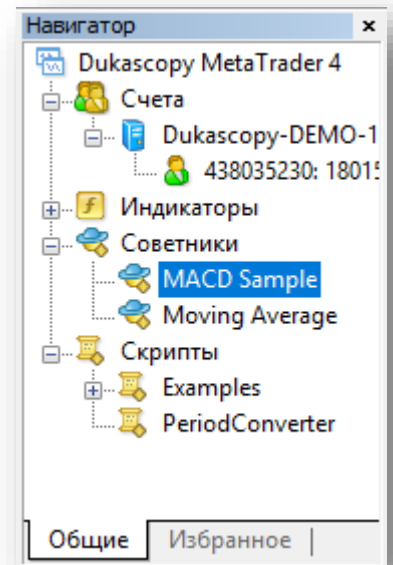 Навигатор
Dukascopy MetaTrader 4
Счета
Dukascopy-DEMO-1
438035230: 18015
Индикаторы
Советники
MACD Sample
Moving Average
Скрипты
Examples
PeriodConverter
Общие Избранное